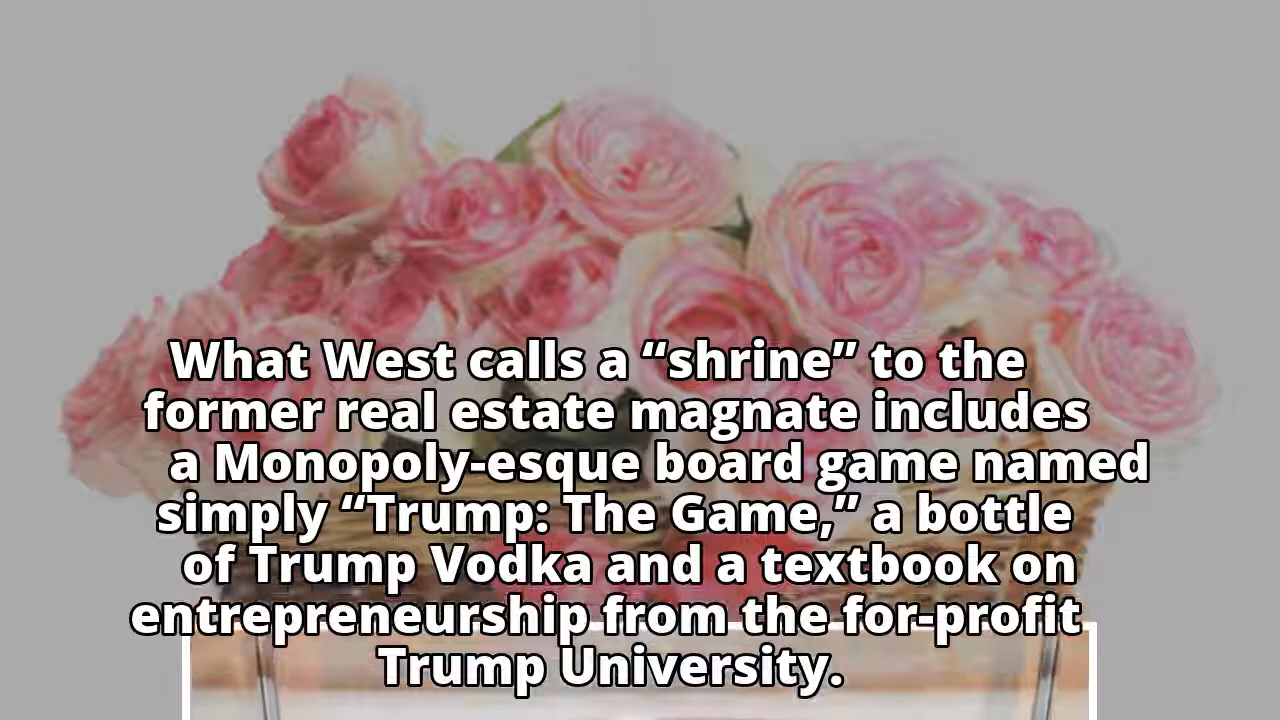 What West calls a “shrine” to the
former real estate magnate includes
a Monopoly-esque board game named
simply “Trump: The Game,” a bottle
of Trump Vodka and a textbook on
entrepreneurship from the for-profit
Trump University.